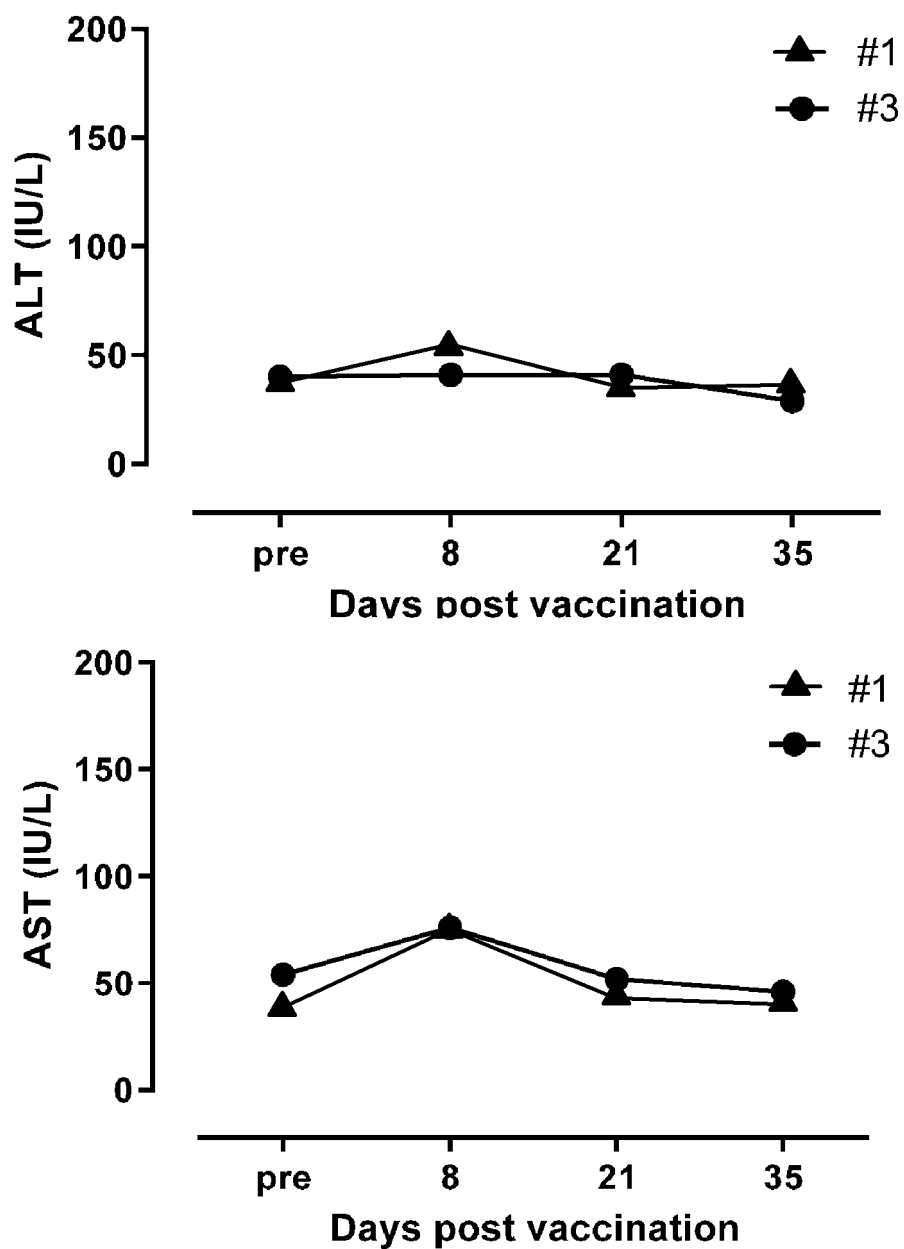 200
150
100
50
0
ALT (IU/L)
#1
#3
pre 8 21 35
Days post vaccination
200
150
100
50
0
AST (IU/L)
#1
#3
pre 8 21 35
Days post vaccination